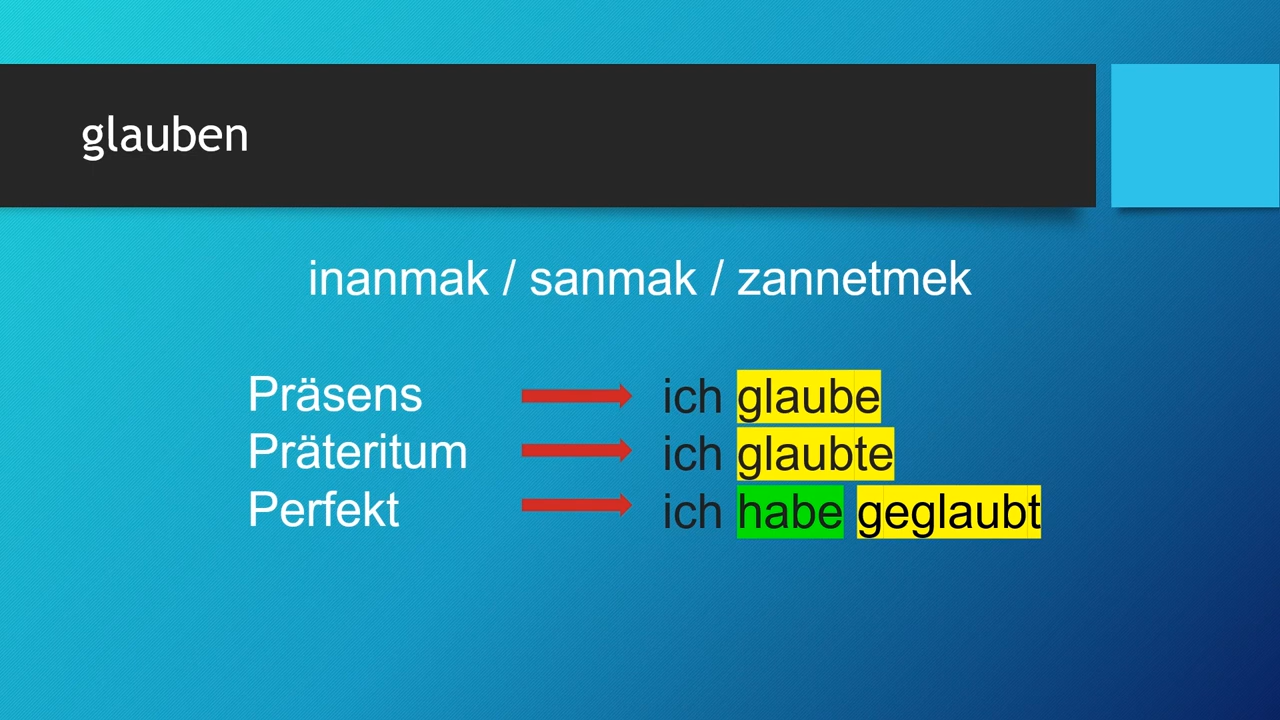 glauben
inanmak / sanmak / zannetmek
Präsens ich glaube
Präteritum ich glaubte
Perfekt ich habe geglaubt